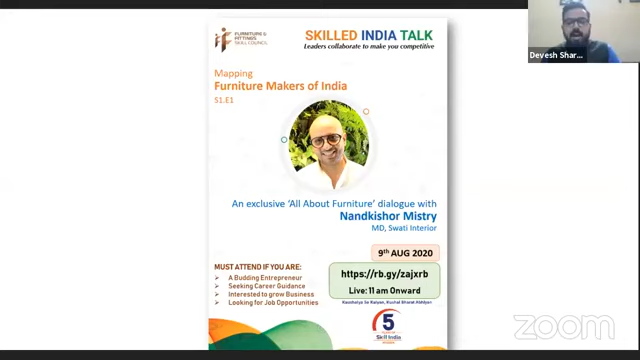 FURNITURE & FITTINGS SKILL COUNCIL
SKILLED INDIA TALK
Leaders collaborate to make you competitive
Mapping
Furniture Makers of India
S1.E1
An exclusive ‘All About Furniture’ dialogue with
Nandkishor Mistry
MD, Swati Interior
9th AUG 2020
MUST ATTEND IF YOU ARE:
A Budding Entrepreneur
Seeking Career Guidance
Interested to grow Business
Looking for Job Opportunities
https://rb.gy/zajxrb
Live: 11 am Onward
Kaushalya Se Kalyan, Kushal Bharat Abhiyan
5
Skill India
Devesh Shar...
zoom